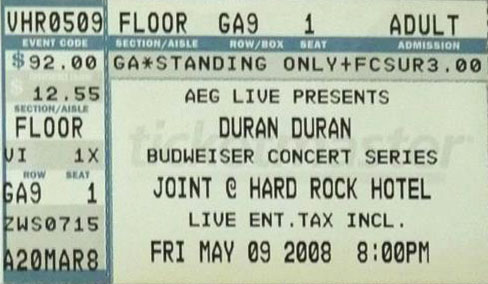 VHR0509 FLOOR GA9 1 ADULT
EVENT CODE SECTION/AISLE ROW/BOX SEAT ADMISSION
$ 92.00 GA*STANDING ONLY+FCSUR3.00
12.55 AEG LIVE PRESENTS
SECTION/AISLE
FLOOR DURAN DURAN
VI 1X BUDWEISER CONCERT SERIES
ROW SEAT
GA9 1 JOINT @ HARD ROCK HOTEL
ZWS0715 LIVE ENT.TAX INCL.
A20MAR8 FRI MAY 09 2008 8:00PM
ticketmaster